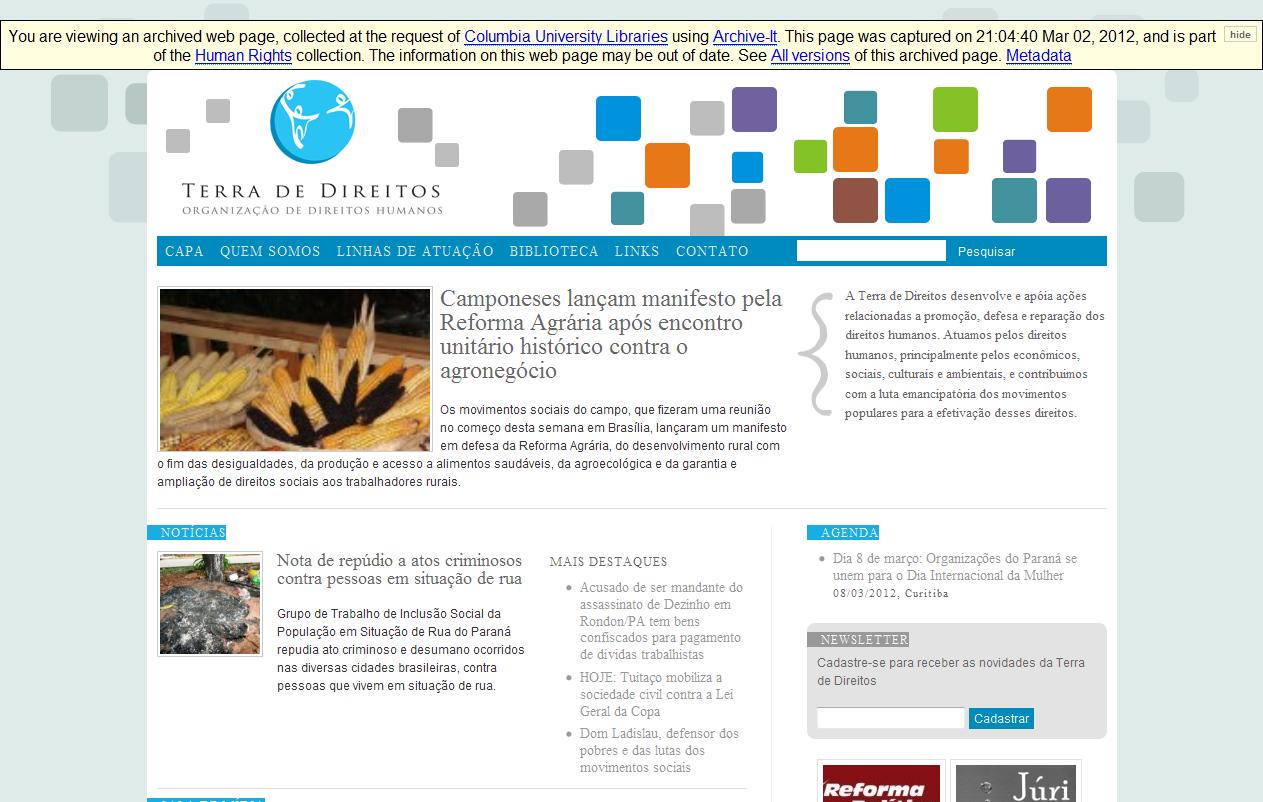 You are viewing an archived web page, collected at the request of Columbia University Libraries using Archive-It. This page was captured on 21:04:40 Mar 02, 2012, and is part
of the Human Rights collection. The information on this web page may be out of date. See All versions of this archived page. Metadata
hide
TERRA DE DIREITOS
ORGANIZAÇÃO DE DIREITOS HUMANOS
CAPA QUEM SOMOS LINHAS DE ATUAÇÃO BIBLIOTECA LINKS CONTATO Pesquisar
Camponeses lançam manifesto pela
Reforma Agrária após encontro
unitário histórico contra o
agronegócio
Os movimentos sociais do campo, que fizeram uma reunião
no começo desta semana em Brasília, lançaram um manifesto
em defesa da Reforma Agrária, do desenvolvimento rural com
o fim das desigualdades, da produção e acesso a alimentos saudáveis, da agroecológica e da garantia e
ampliação de direitos sociais aos trabalhadores rurais.
A Terra de Direitos desenvolve e apóia ações
relacionadas a promoção, defesa e reparação dos
direitos humanos. Atuamos pelos direitos
humanos, principalmente pelos econômicos,
sociais, culturais e ambientais, e contribuimos
com a luta emancipatória dos movimentos
populares para a efetivação desses direitos.
NOTÍCIAS
Nota de repúdio a atos criminosos
contra pessoas em situação de rua
Grupo de Trabalho de Inclusão Social da
População em Situação de Rua do Paraná
repudia ato criminoso e desumano ocorridos
nas diversas cidades brasileiras, contra
pessoas que vivem em situação de rua.
MAIS DESTAQUES
Acusado de ser mandante do
assassinato de Dezinho em
Rondon/PA tem bens
confiscados para pagamento
de dívidas trabalhistas
HOJE: Tuitaço mobiliza a
sociedade civil contra a Lei
Geral da Copa
Dom Ladislau, defensor dos
pobres e das lutas dos
movimentos sociais
AGENDA
Dia 8 de março: Organizações do Paraná se
unem para o Dia Internacional da Mulher
08/03/2012, Curitiba
NEWSLETTER
Cadastre-se para receber as novidades da Terra
de Direitos
Cadastrar
Reforma
Júri